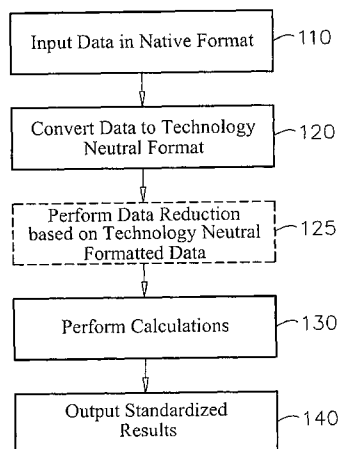 Input Data in Native Format
110
Convert Data to Technology
Neutral Format
120
Perform Data Reduction
based on Technology Neutral
Formatted Data
125
Perform Calculations
130
Output Standardized
Results
140